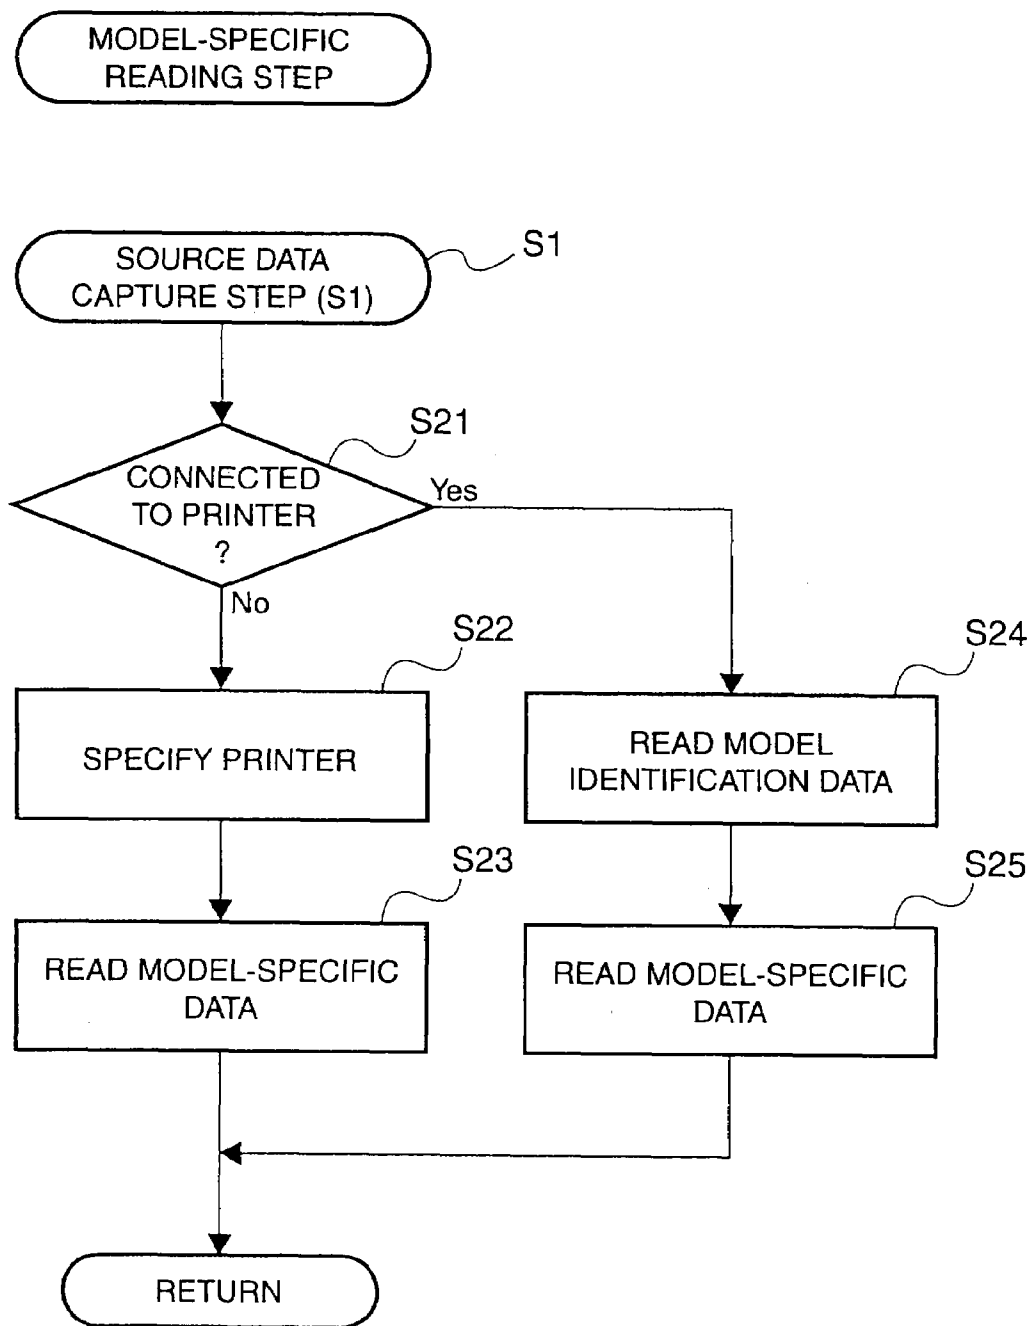 MODEL-SPECIFIC
READING STEP
SOURCE DATA
CAPTURE STEP (S1)
S1
S21
CONNECTED
TO PRINTER
?
Yes
No
S22
SPECIFY PRINTER
S24
READ MODEL
IDENTIFICATION DATA
S23
READ MODEL-SPECIFIC
DATA
S25
READ MODEL-SPECIFIC
DATA
RETURN